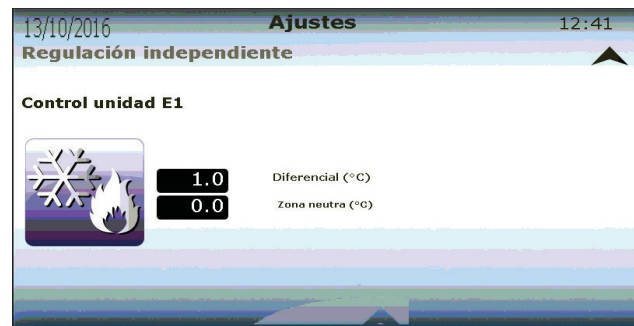 13/10/2016 Ajustes 12:41
Regulación independiente
Control unidad E1
1.0 Diferencial (°C)
0.0 Zona neutra (°C)